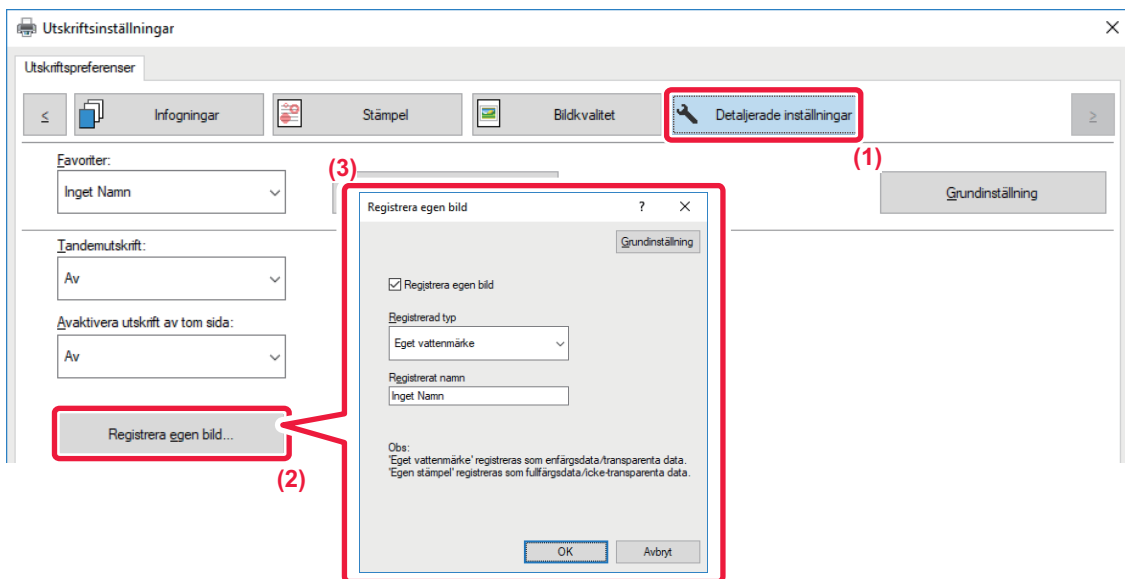 Utskriftsinställningar
Utskriftspreferenser
<
Infogningar
Stämpel
Bildkvalitet
Detaljerade inställningar
>
(1)
Favoriter:
Inget Namn
Grundinställning
(3)
Registrera egen bild
?
Grundinställning
Tandemutskrift:
Av
Registrera egen bild
Avaktivera utskrift av tom sida:
Av
Registrerad typ
Eget vattenmärke
Registrerat namn
Inget Namn
Registrera egen bild...
(2)
Obs:
'Eget vattenmärke' registreras som enfärgsdata/transparenta data.
'Egen stämpel' registreras som fullfärgsdata/icke-transparenta data.
OK
Avbryt